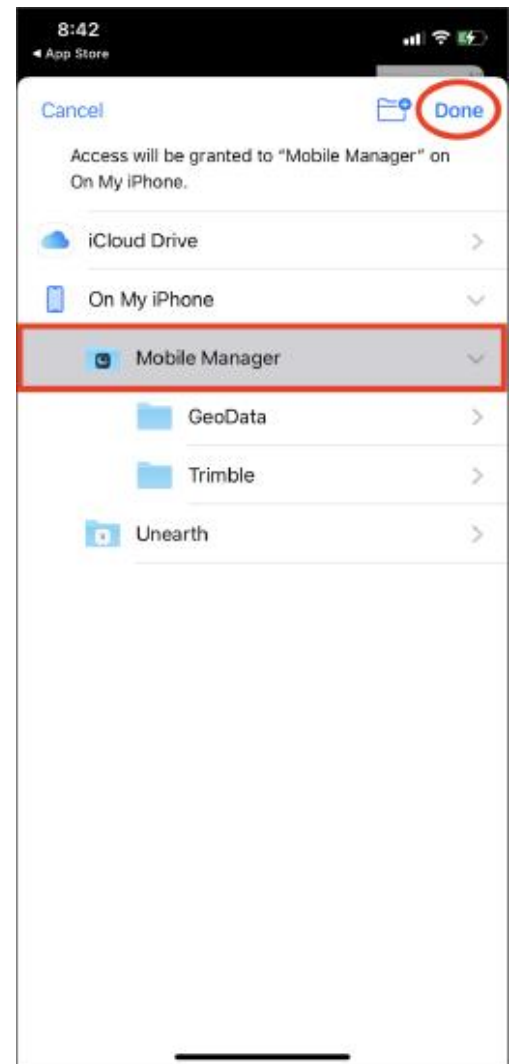 8:42
◀ App Store
Cancel
Done
Access will be granted to “Mobile Manager” on
On My iPhone.
iCloud Drive
On My iPhone
Mobile Manager
GeoData
Trimble
Unearth